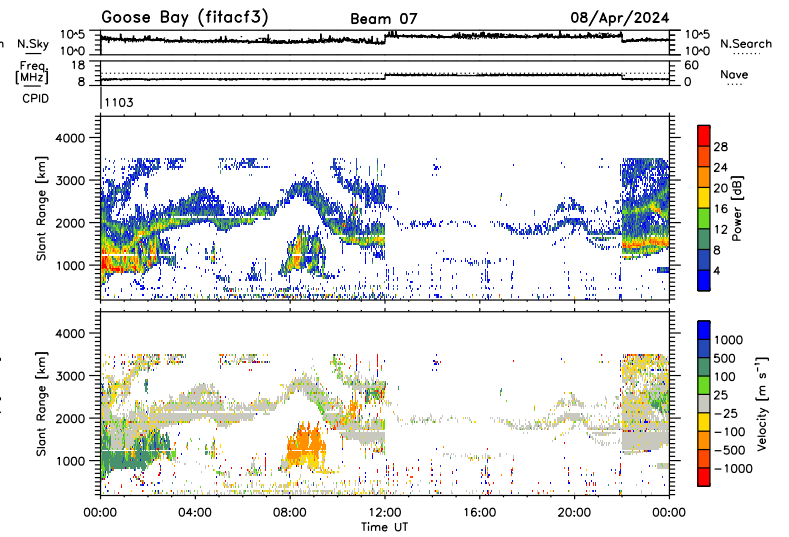 Goose Bay (fitacf3) Beam 07 08/Apr/2024
N.Sky 10^5 10^5 N.Search
10^0 10^0
Freq. 18 60 Nave
[MHz] 8 0
CPID 1103
Slant Range [km]
4000
3000
2000
1000
Power [dB]
28
24
20
16
12
8
4
Slant Range [km]
4000
3000
2000
1000
Velocity [m s⁻¹]
1000
500
100
25
-25
-100
-500
-1000
00:00 04:00 08:00 12:00 16:00 20:00 00:00
Time UT